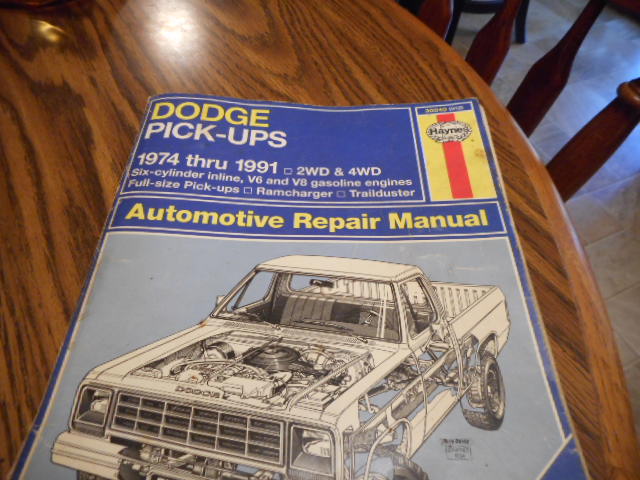 DODGE
PICK-UPS
1974 thru 1991 □ 2WD & 4WD
Six-cylinder inline, V6 and V8 gasoline engines
Full-size Pick-ups □ Ramcharger □ Trailduster
Haynes
Automotive Repair Manual
DODGE